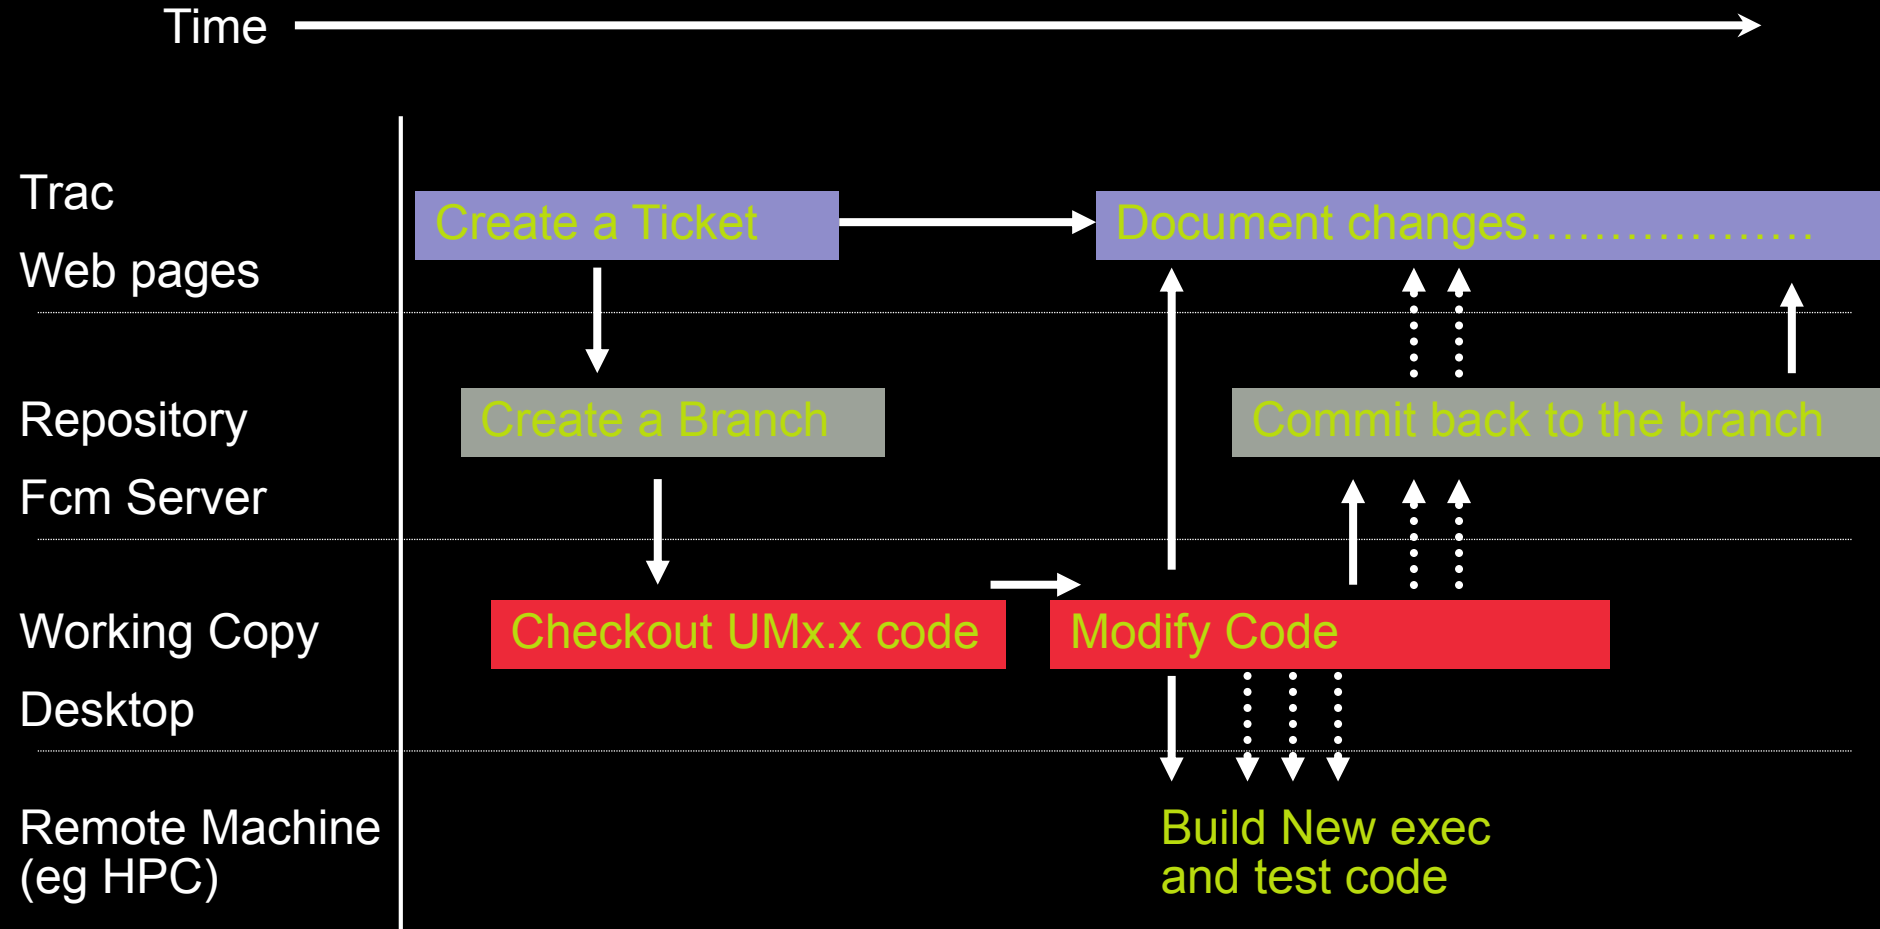 Time
Trac
Web pages
Create a Ticket
Document changes………………
Repository
Fcm Server
Create a Branch
Commit back to the branch
Working Copy
Desktop
Checkout UMx.x code
Modify Code
Remote Machine
(eg HPC)
Build New exec
and test code